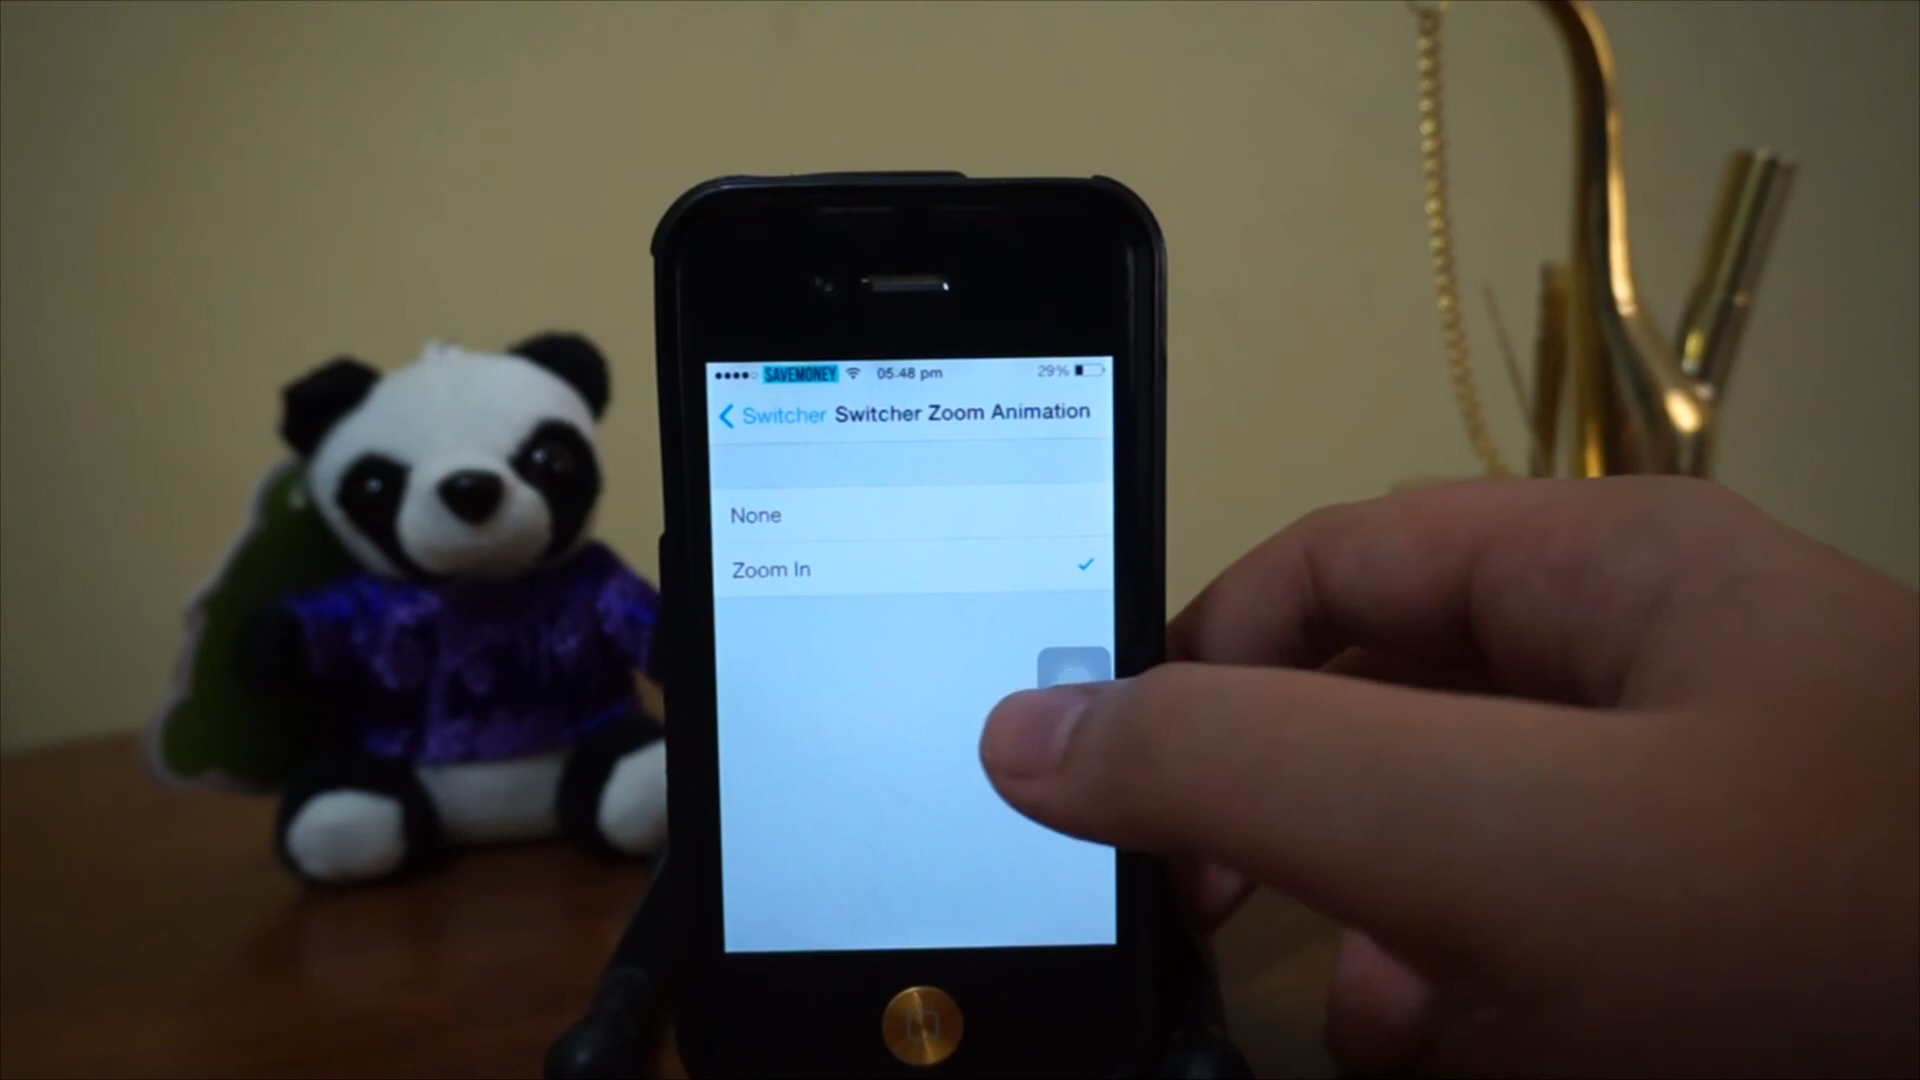 SAVEMONEY 05:48 pm 29%
Switcher Switcher Zoom Animation
None
Zoom In